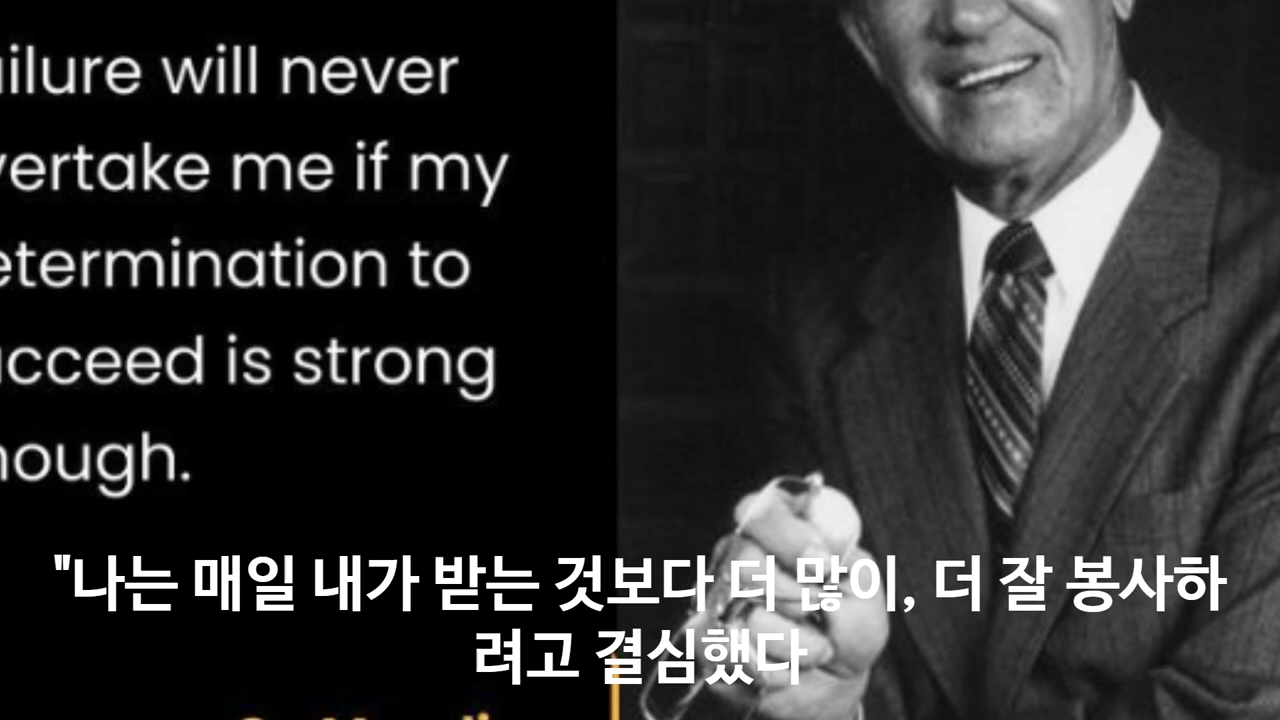 ilure will never
vertake me if my
etermination to
cceed is strong
nough.
"나는 매일 내가 받는 것보다 더 많이, 더 잘 봉사하
려고 결심했다